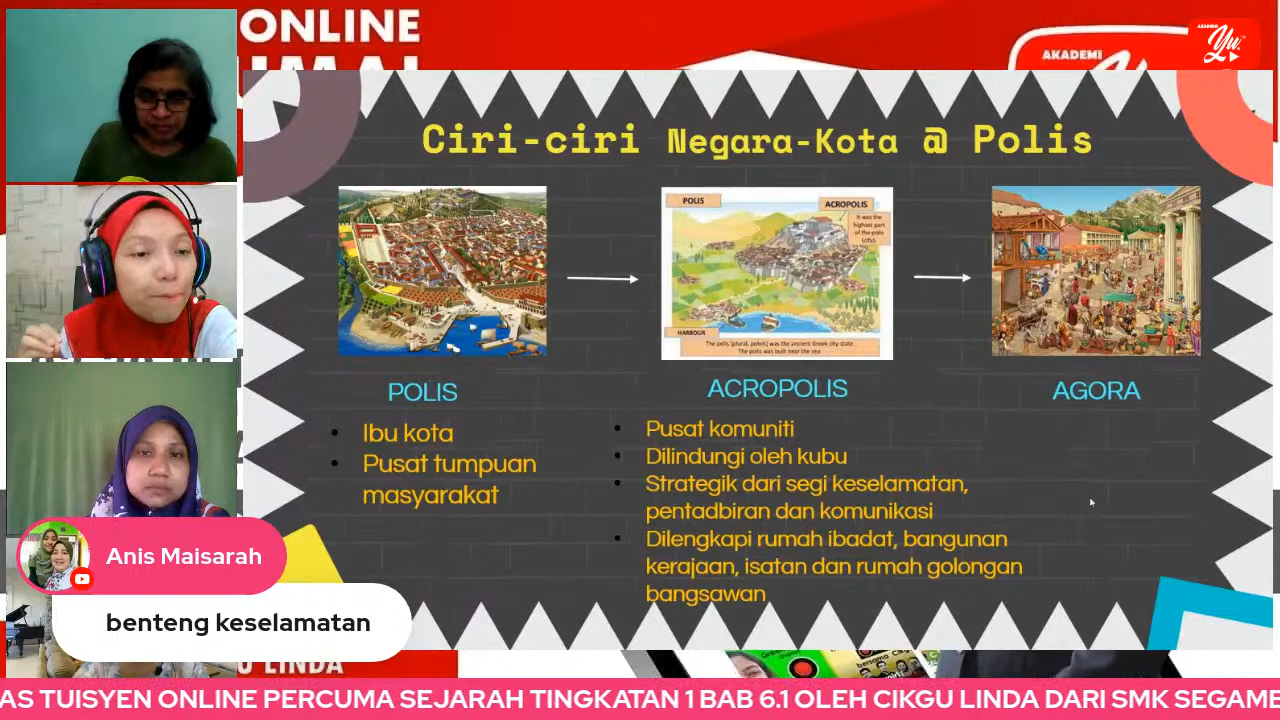 ONLINE
AKADEMI
AKADEMI
Yu.
Ciri-ciri Negara-Kota @ Polis
POLIS
ACROPOLIS
It was the
highest part
of the polis
(city).
HARBOUR
The polis (plural, poleis) was the ancient Greek city-state
The polis was built near the sea
POLIS
ACROPOLIS
AGORA
• Ibu kota
• Pusat tumpuan
masyarakat
• Pusat komuniti
• Dilindungi oleh kubu
• Strategik dari segi keselamatan,
pentadbiran dan komunikasi
• Dilengkapi rumah ibadat, bangunan
kerajaan, isatan dan rumah golongan
bangsawan
Anis Maisarah
benteng keselamatan
U LINDA
AS TUISYEN ONLINE PERCUMA SEJARAH TINGKATAN 1 BAB 6.1 OLEH CIKGU LINDA DARI SMK SEGAME